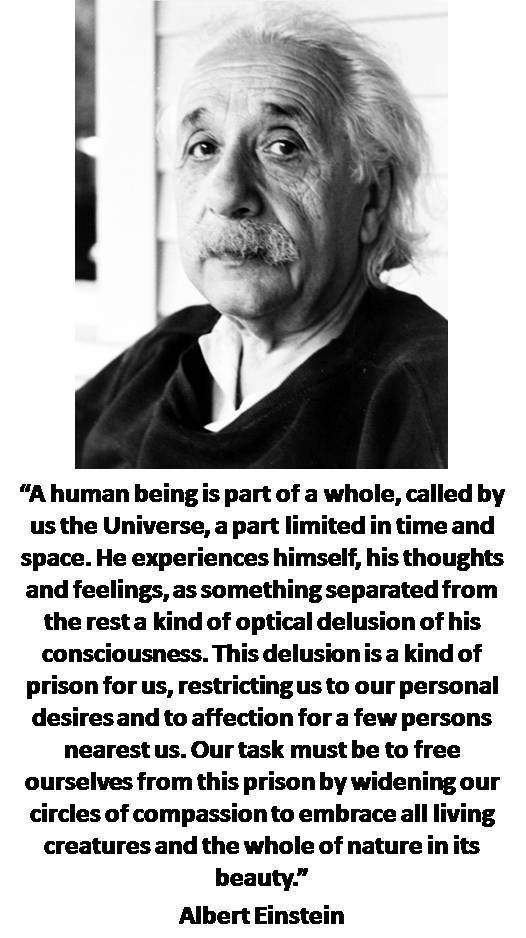 “A human being is part of a whole, called by
us the Universe, a part limited in time and
space. He experiences himself, his thoughts
and feelings, as something separated from
the rest a kind of optical delusion of his
consciousness. This delusion is a kind of
prison for us, restricting us to our personal
desires and to affection for a few persons
nearest us. Our task must be to free
ourselves from this prison by widening our
circles of compassion to embrace all living
creatures and the whole of nature in its
beauty.”
Albert Einstein